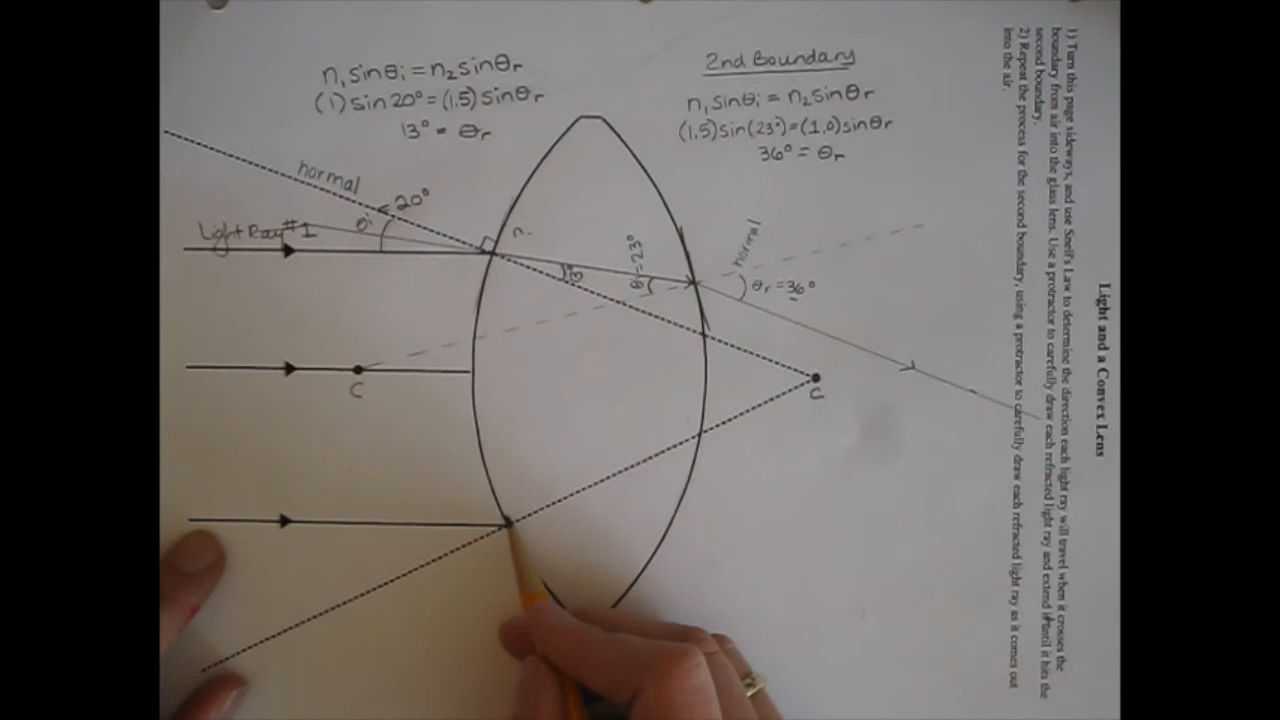 n₁sinθi = n₂sinθr
(1) sin20° = (1.5)sinθr
13° = θr
2nd Boundary
n₁sinθi = n₂sinθr
(1.5)sin(23°)=(1.0)sinθr
36° = θr
normal
20°
θi
Light Ray #1
n.
13°
θi=23°
normal
θr=36°
C
C
Light and a Convex Lens
1) Turn this page sideways, and use Snell's Law to determine the direction each light ray will travel when it crosses the
boundary from air into the glass lens. Use a protractor to carefully draw each refracted light ray and extend it until it hits the
second boundary.
2) Repeat the process for the second boundary, using a protractor to carefully draw each refracted light ray as it comes out
into the air.